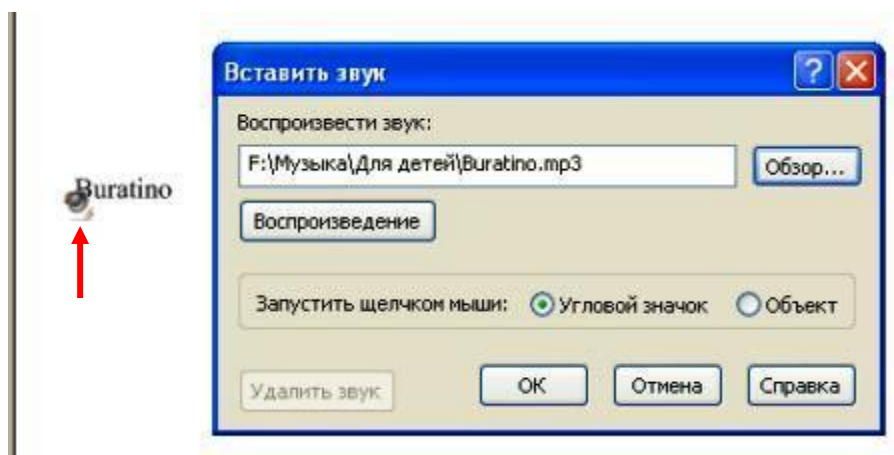 Вставить звук
Воспроизвести звук:
F:\Музыка\Для детей\Buratino.mp3
Обзор...
Buratino
Воспроизведение
Запустить щелчком мыши: Угловой значок Объект
Удалить звук ОК Отмена Справка